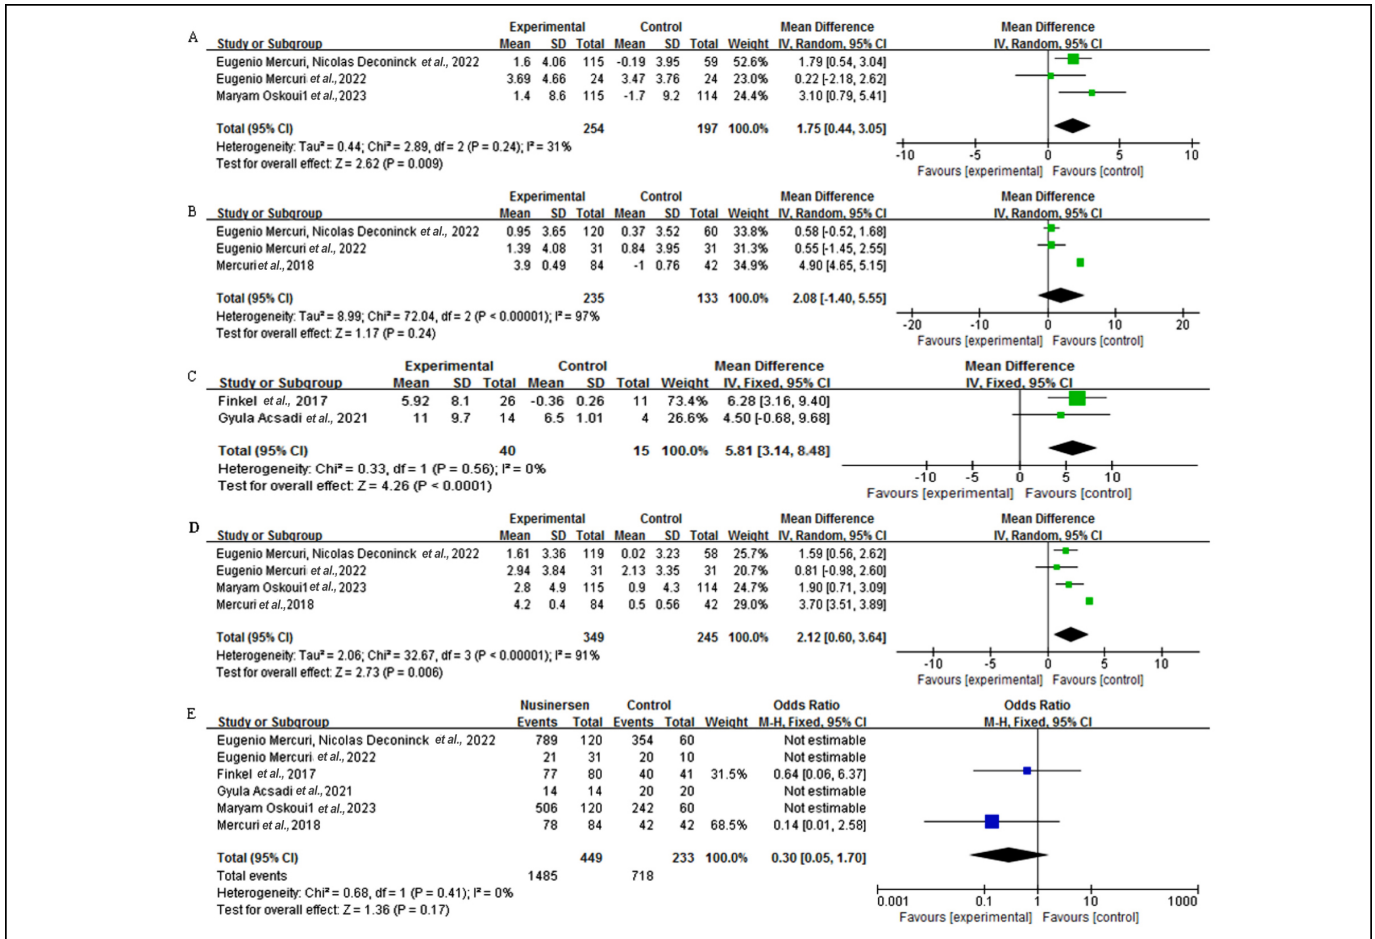 A
Experimental Control Mean Difference Mean Difference
Study or Subgroup Mean SD Total Mean SD Total Weight IV, Random, 95% CI IV, Random, 95% CI
Eugenio Mercuri, Nicolas Deconinck et al., 2022 1.6 4.06 115 -0.19 3.95 59 52.6% 1.79 [0.54, 3.04]
Eugenio Mercuri et al., 2022 3.69 4.66 24 3.47 3.76 24 23.0% 0.22 [-2.18, 2.62]
Maryam Oskoui1 et al., 2023 1.4 8.6 115 -1.7 9.2 114 24.4% 3.10 [0.79, 5.41]
Total (95% CI) 254 197 100.0% 1.75 [0.44, 3.05]
Heterogeneity: Tau² = 0.44; Chi² = 2.89, df = 2 (P = 0.24); I² = 31%
Test for overall effect: Z = 2.62 (P = 0.009)
-10 -5 0 5 10
Favours [experimental] Favours [control]
B
Experimental Control Mean Difference Mean Difference
Study or Subgroup Mean SD Total Mean SD Total Weight IV, Random, 95% CI IV, Random, 95% CI
Eugenio Mercuri, Nicolas Deconinck et al., 2022 0.95 3.65 120 0.37 3.52 60 33.8% 0.58 [-0.52, 1.68]
Eugenio Mercuri et al., 2022 1.39 4.08 31 0.84 3.95 31 31.3% 0.55 [-1.45, 2.55]
Mercuri et al., 2018 3.9 0.49 84 -1 0.76 42 34.9% 4.90 [4.65, 5.15]
Total (95% CI) 235 133 100.0% 2.08 [-1.40, 5.55]
Heterogeneity: Tau² = 8.99; Chi² = 72.04, df = 2 (P < 0.00001); I² = 97%
Test for overall effect: Z = 1.17 (P = 0.24)
-20 -10 0 10 20
Favours [experimental] Favours [control]
C
Experimental Control Mean Difference Mean Difference
Study or Subgroup Mean SD Total Mean SD Total Weight IV, Fixed, 95% CI IV, Fixed, 95% CI
Finkel et al., 2017 5.92 8.1 26 -0.36 0.26 11 73.4% 6.28 [3.16, 9.40]
Gyula Acsadi et al., 2021 11 9.7 14 6.5 1.01 4 26.6% 4.50 [-0.68, 9.68]
Total (95% CI) 40 15 100.0% 5.81 [3.14, 8.48]
Heterogeneity: Chi² = 0.33, df = 1 (P = 0.56); I² = 0%
Test for overall effect: Z = 4.26 (P < 0.0001)
-10 -5 0 5 10
Favours [experimental] Favours [control]
D
Experimental Control Mean Difference Mean Difference
Study or Subgroup Mean SD Total Mean SD Total Weight IV, Random, 95% CI IV, Random, 95% CI
Eugenio Mercuri, Nicolas Deconinck et al., 2022 1.61 3.36 119 0.02 3.23 58 25.7% 1.59 [0.56, 2.62]
Eugenio Mercuri et al., 2022 2.94 3.84 31 2.13 3.35 31 20.7% 0.81 [-0.98, 2.60]
Maryam Oskoui1 et al., 2023 2.8 4.9 115 0.9 4.3 114 24.7% 1.90 [0.71, 3.09]
Mercuri et al., 2018 4.2 0.4 84 0.5 0.56 42 29.0% 3.70 [3.51, 3.89]
Total (95% CI) 349 245 100.0% 2.12 [0.60, 3.64]
Heterogeneity: Tau² = 2.06; Chi² = 32.67, df = 3 (P < 0.00001); I² = 91%
Test for overall effect: Z = 2.73 (P = 0.006)
-10 -5 0 5 10
Favours [experimental] Favours [control]
E
Nusinersen Control Odds Ratio Odds Ratio
Study or Subgroup Events Total Events Total Weight M-H, Fixed, 95% CI M-H, Fixed, 95% CI
Eugenio Mercuri, Nicolas Deconinck et al., 2022 789 120 354 60 Not estimable
Eugenio Mercuri et al., 2022 21 31 20 10 Not estimable
Finkel et al., 2017 77 80 40 41 31.5% 0.64 [0.06, 6.37]
Gyula Acsadi et al., 2021 14 14 20 20 Not estimable
Maryam Oskoui1 et al., 2023 506 120 242 60 Not estimable
Mercuri et al., 2018 78 84 42 42 68.5% 0.14 [0.01, 2.58]
Total (95% CI) 449 233 100.0% 0.30 [0.05, 1.70]
Total events 1485 718
Heterogeneity: Chi² = 0.68, df = 1 (P = 0.41); I² = 0%
Test for overall effect: Z = 1.36 (P = 0.17)
0.001 0.1 1 10 1000
Favours [experimental] Favours [control]